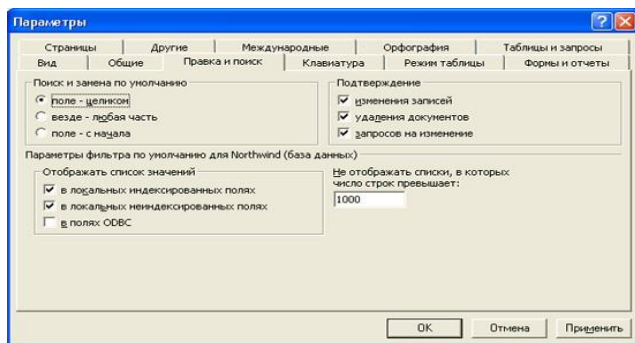 Параметры
Страницы Другие Международные Орфография Таблицы и запросы
Вид Общие Правка и поиск Клавиатура Режим таблицы Формы и отчеты
Поиск и замена по умолчанию
поле - целиком
везде - любая часть
поле - с начала
Подтверждение
изменения записей
удаления документов
запросов на изменение
Параметры фильтра по умолчанию для Northwind (база данных)
Отображать список значений
в локальных индексированных полях
в локальных неиндексированных полях
в полях ODBC
Не отображать списки, в которых
число строк превышает:
1000
ОК Отмена Применить